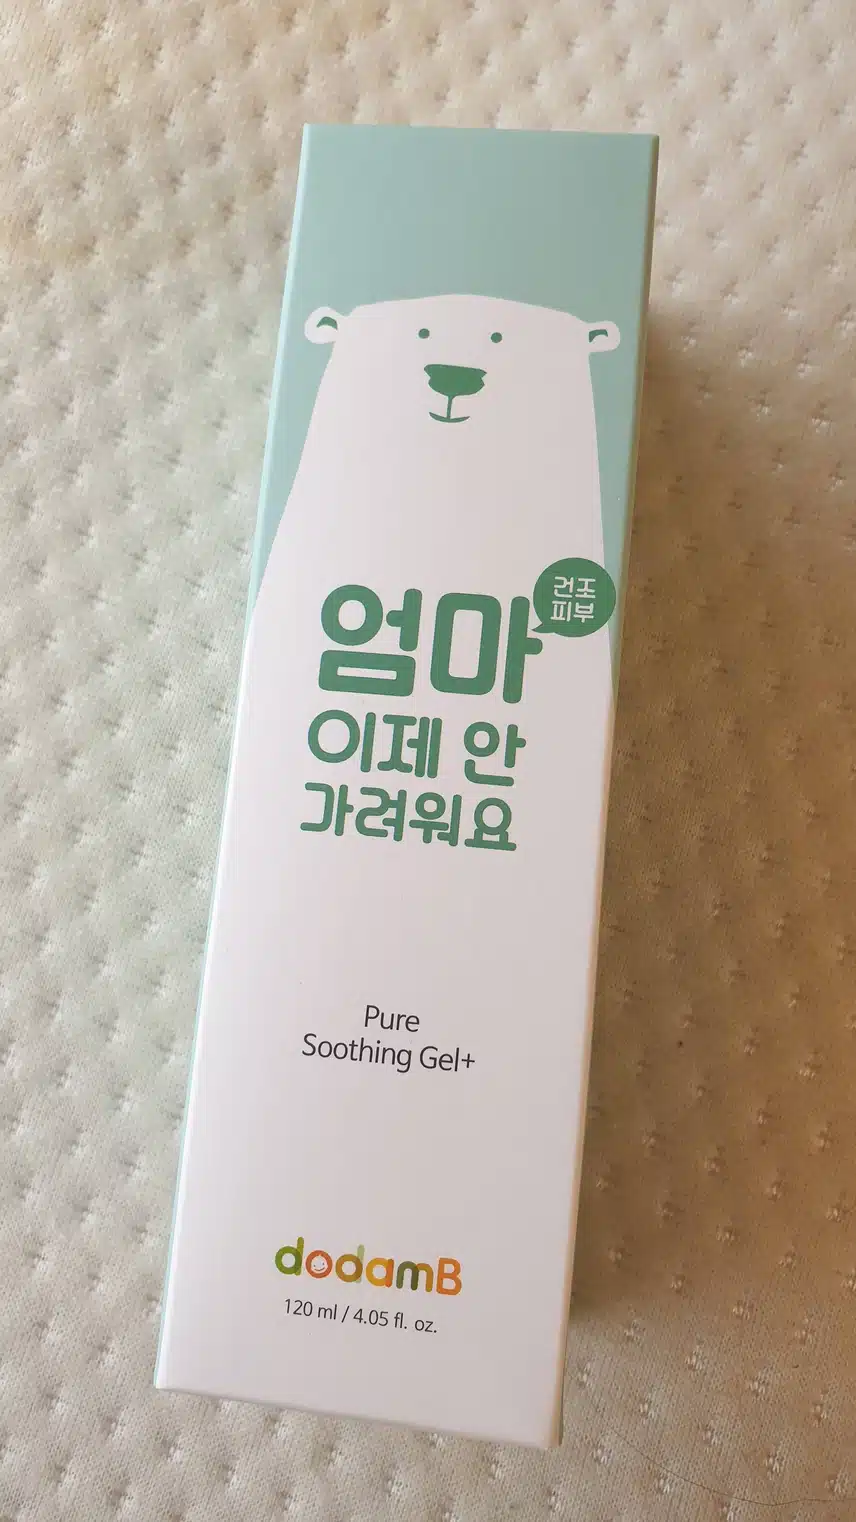 건조
피부
엄마
이제 안
가려워요
Pure
Soothing Gel+
dodamB
120 ml / 4.05 fl. oz.